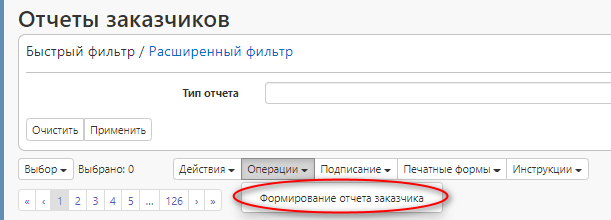 Отчеты заказчиков
Быстрый фильтр / Расширенный фильтр
Тип отчета
Очистить Применить
Выбор Выбрано: 0 Действия Операции Подписание Печатные формы Инструкции
« ‹ 1 2 3 4 5 ... 126 › » Формирование отчета заказчика